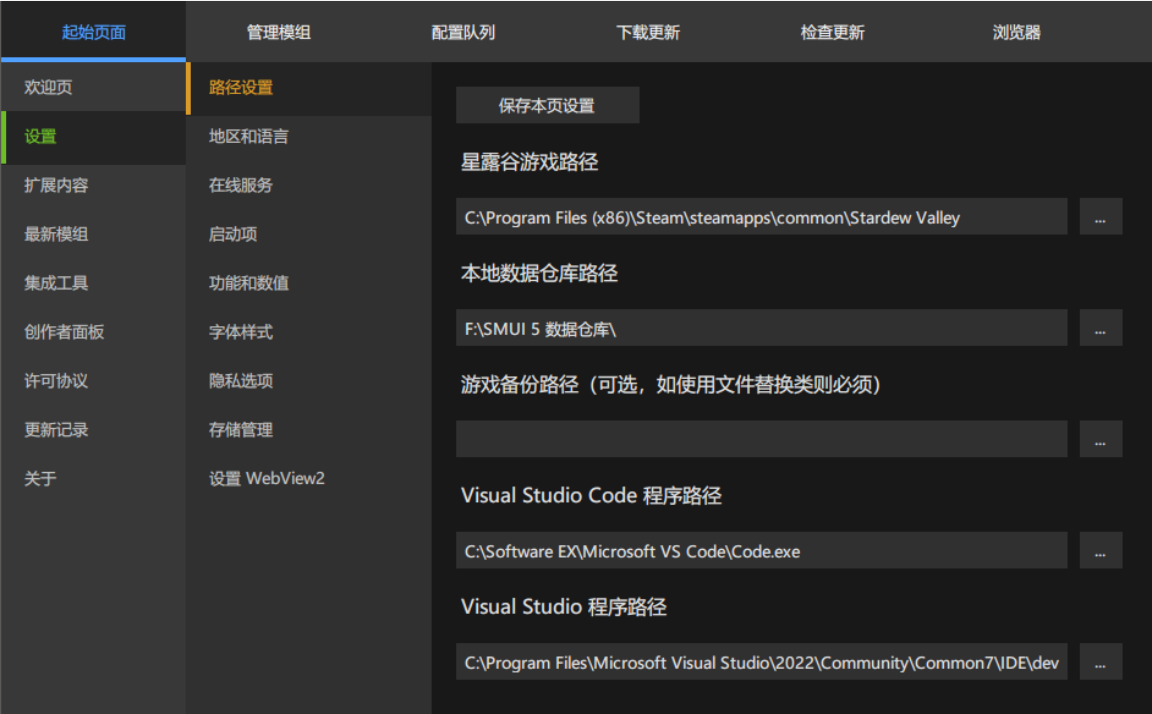 起始页面 管理模组 配置队列 下载更新 检查更新 浏览器
欢迎页
设置
扩展内容
最新模组
集成工具
创作者面板
许可协议
更新记录
关于
路径设置
地区和语言
在线服务
启动项
功能和数值
字体样式
隐私选项
存储管理
设置 WebView2
保存本页设置
星露谷游戏路径
C:\Program Files (x86)\Steam\steamapps\common\Stardew Valley ...
本地数据仓库路径
F:\SMUI 5 数据仓库\ ...
游戏备份路径（可选，如使用文件替换类则必须）
...
Visual Studio Code 程序路径
C:\Software EX\Microsoft VS Code\Code.exe ...
Visual Studio 程序路径
C:\Program Files\Microsoft Visual Studio\2022\Community\Common7\IDE\dev ...